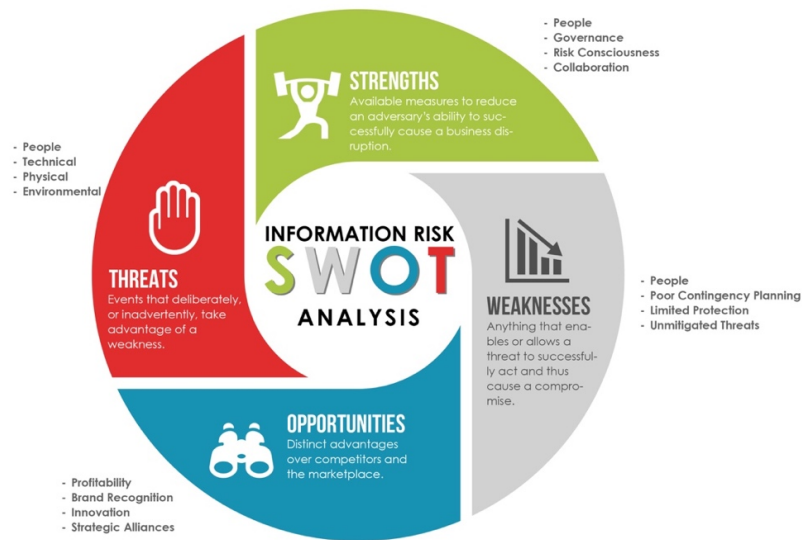 - People
- Governance
- Risk Consciousness
- Collaboration
STRENGTHS
Available measures to reduce
an adversary's ability to suc-
cessfully cause a business dis-
ruption.
- People
- Technical
- Physical
- Environmental
THREATS
Events that deliberately,
or inadvertently, take
advantage of a
weakness.
INFORMATION RISK
SWOT
ANALYSIS
WEAKNESSES
Anything that ena-
bles or allows a
threat to successful-
ly act and thus
cause a compro-
mise.
- People
- Poor Contingency Planning
- Limited Protection
- Unmitigated Threats
OPPORTUNITIES
Distinct advantages
over competitors and
the marketplace.
- Profitability
- Brand Recognition
- Innovation
- Strategic Alliances